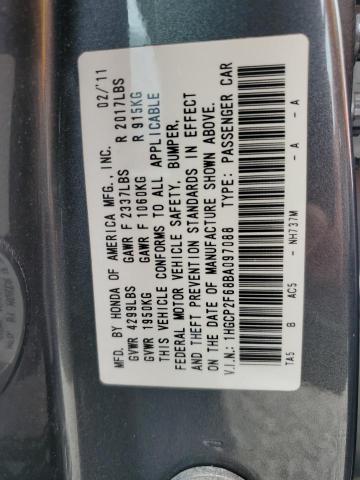 MFD. BY HONDA OF AMERICA MFG., INC. 02/'11
GVWR 4299LBS GAWR F 2337LBS R 2017LBS
GVWR 1950KG GAWR F 1060KG R 915KG
THIS VEHICLE CONFORMS TO ALL APPLICABLE
FEDERAL MOTOR VEHICLE SAFETY, BUMPER,
AND THEFT PREVENTION STANDARDS IN EFFECT
ON THE DATE OF MANUFACTURE SHOWN ABOVE.
V.I.N.: 1HGCP2F68BA097088 TYPE: PASSENGER CAR
TA5 B AC5 - NH737M - A - A